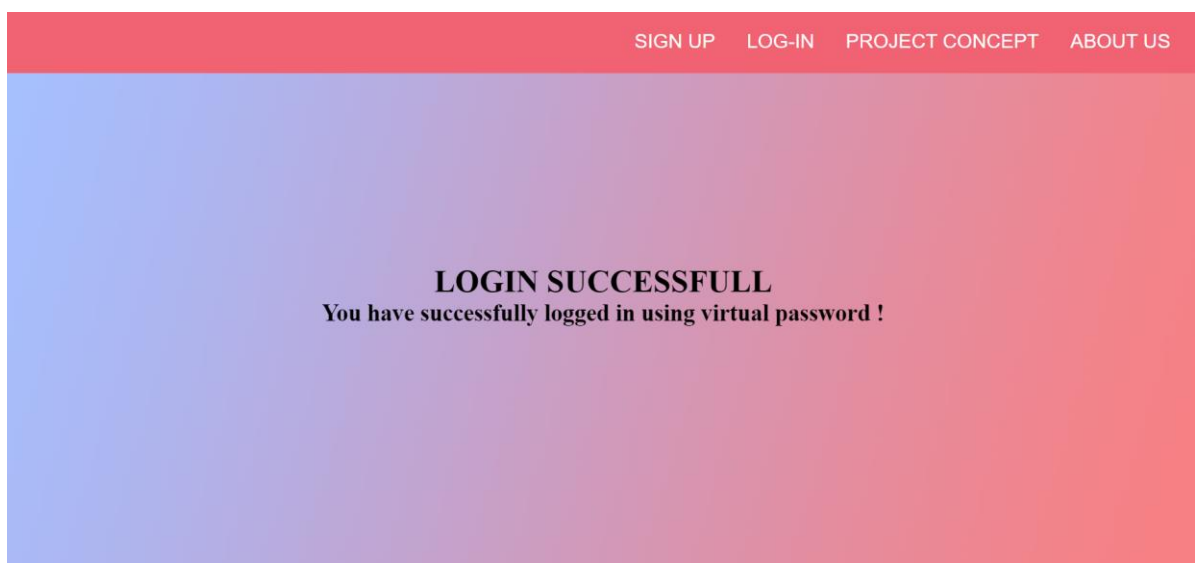 SIGN UP LOG-IN PROJECT CONCEPT ABOUT US
LOGIN SUCCESSFULL
You have successfully logged in using virtual password !